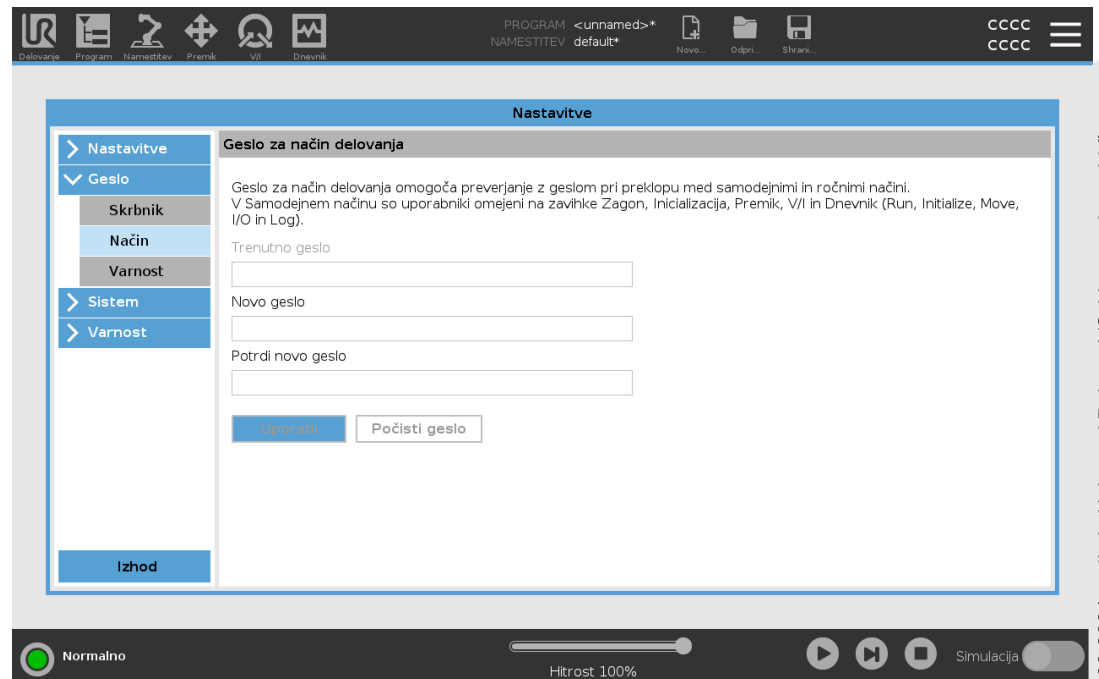 PROGRAM <unnamed>*
NAMESTITEV default*
CCCC
CCCC
Delovanje Program Namestitev Premik V/I Dnevnik Novo... Odpri... Shrani...
Nastavitve
Nastavitve
Geslo
Skrbnik
Način
Varnost
Sistem
Varnost
Izhod
Geslo za način delovanja
Geslo za način delovanja omogoča preverjanje z geslom pri preklopu med samodejnimi in ročnimi načini.
V Samodejnem načinu so uporabniki omejeni na zavihke Zagon, Inicializacija, Premik, V/I in Dnevnik (Run, Initialize, Move,
I/O in Log).
Trenutno geslo
Novo geslo
Potrdi novo geslo
Uporabi Počisti geslo
Normalno
Hitrost 100%
Simulacija